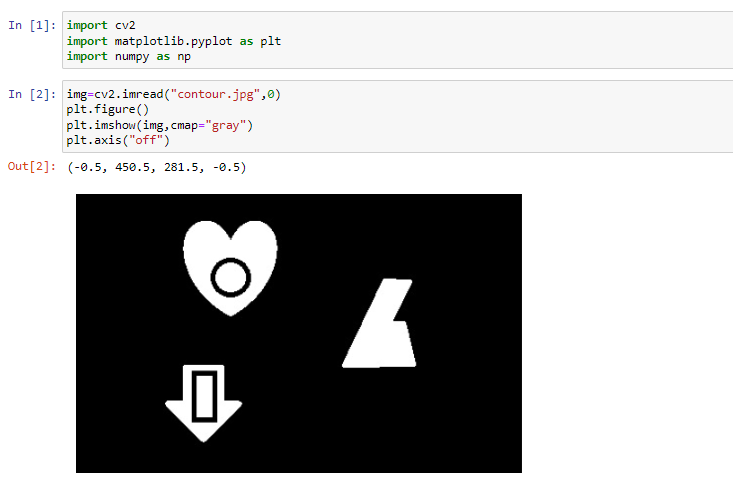 In [1]: import cv2
import matplotlib.pyplot as plt
import numpy as np
In [2]: img=cv2.imread("contour.jpg",0)
plt.figure()
plt.imshow(img,cmap="gray")
plt.axis("off")
Out[2]: (-0.5, 450.5, 281.5, -0.5)